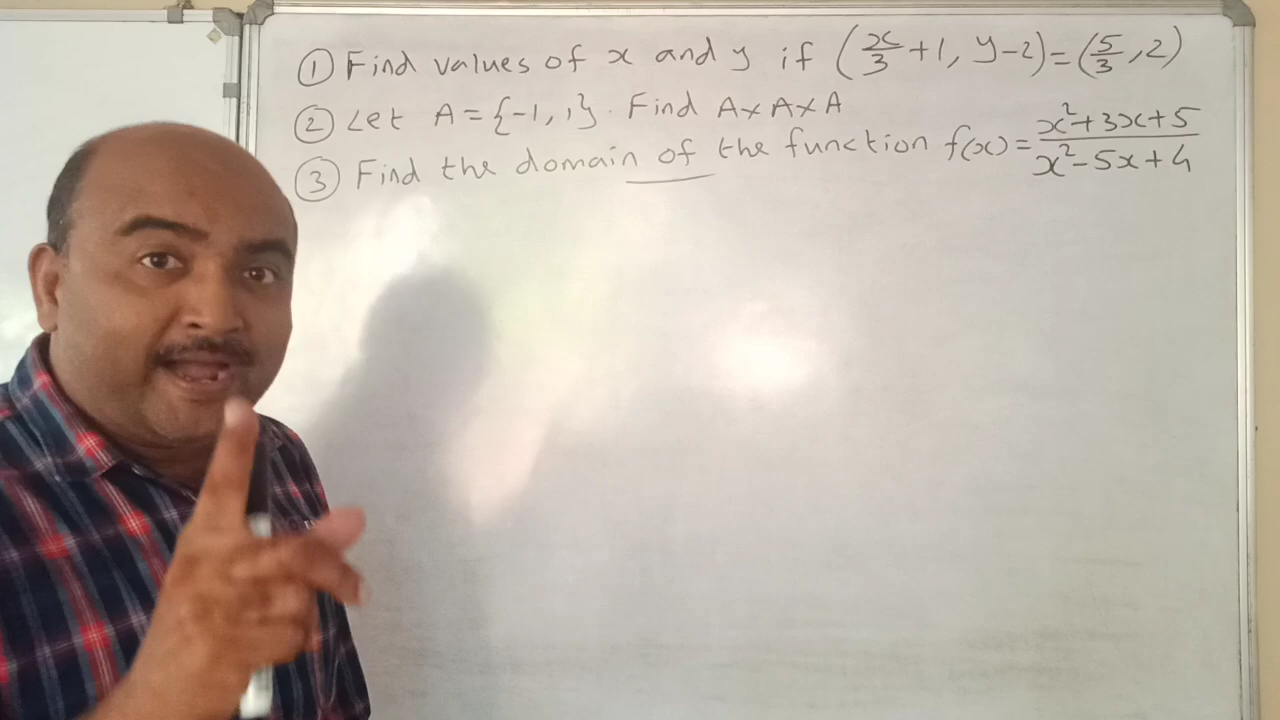 ① Find values of x and y if (x/3 + 1, y-2) = (5/3, 2)
② Let A = {-1, 1}. Find A×A×A
③ Find the domain of the function f(x) = (x²+3x+5)/(x²-5x+4)